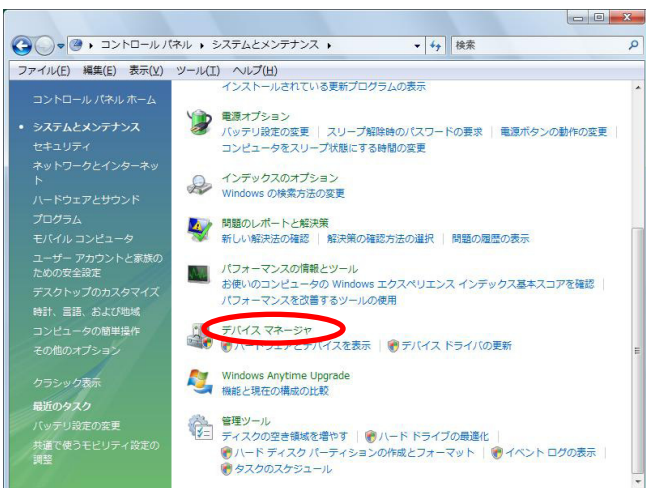 コントロール パネル ▸ システムとメンテナンス ▸
検索
ファイル(F) 編集(E) 表示(V) ツール(T) ヘルプ(H)
コントロール パネル ホーム
• システムとメンテナンス
セキュリティ
ネットワークとインターネッ
ト
ハードウェアとサウンド
プログラム
モバイル コンピュータ
ユーザー アカウントと家族の
ための安全設定
デスクトップのカスタマイズ
時計、言語、および地域
コンピュータの簡単操作
その他のオプション
クラシック表示
最近のタスク
バッテリ設定の変更
共通で使うモビリティ設定の
調整
インストールされている更新プログラムの表示
電源オプション
バッテリ設定の変更 | スリープ解除時のパスワードの要求 | 電源ボタンの動作の変更 |
コンピュータをスリープ状態にする時間の変更
インデックスのオプション
Windows の検索方法の変更
問題のレポートと解決策
新しい解決法の確認 | 解決策の確認方法の選択 | 問題の履歴の表示
パフォーマンスの情報とツール
お使いのコンピュータの Windows エクスペリエンス インデックス基本スコアを確認 |
パフォーマンスを改善するツールの使用
デバイス マネージャ
ハードウェアとデバイスを表示 | デバイス ドライバの更新
Windows Anytime Upgrade
機能と現在の構成の比較
管理ツール
ディスクの空き領域を増やす | ハード ドライブの最適化 |
ハード ディスク パーティションの作成とフォーマット | イベント ログの表示 |
タスクのスケジュール